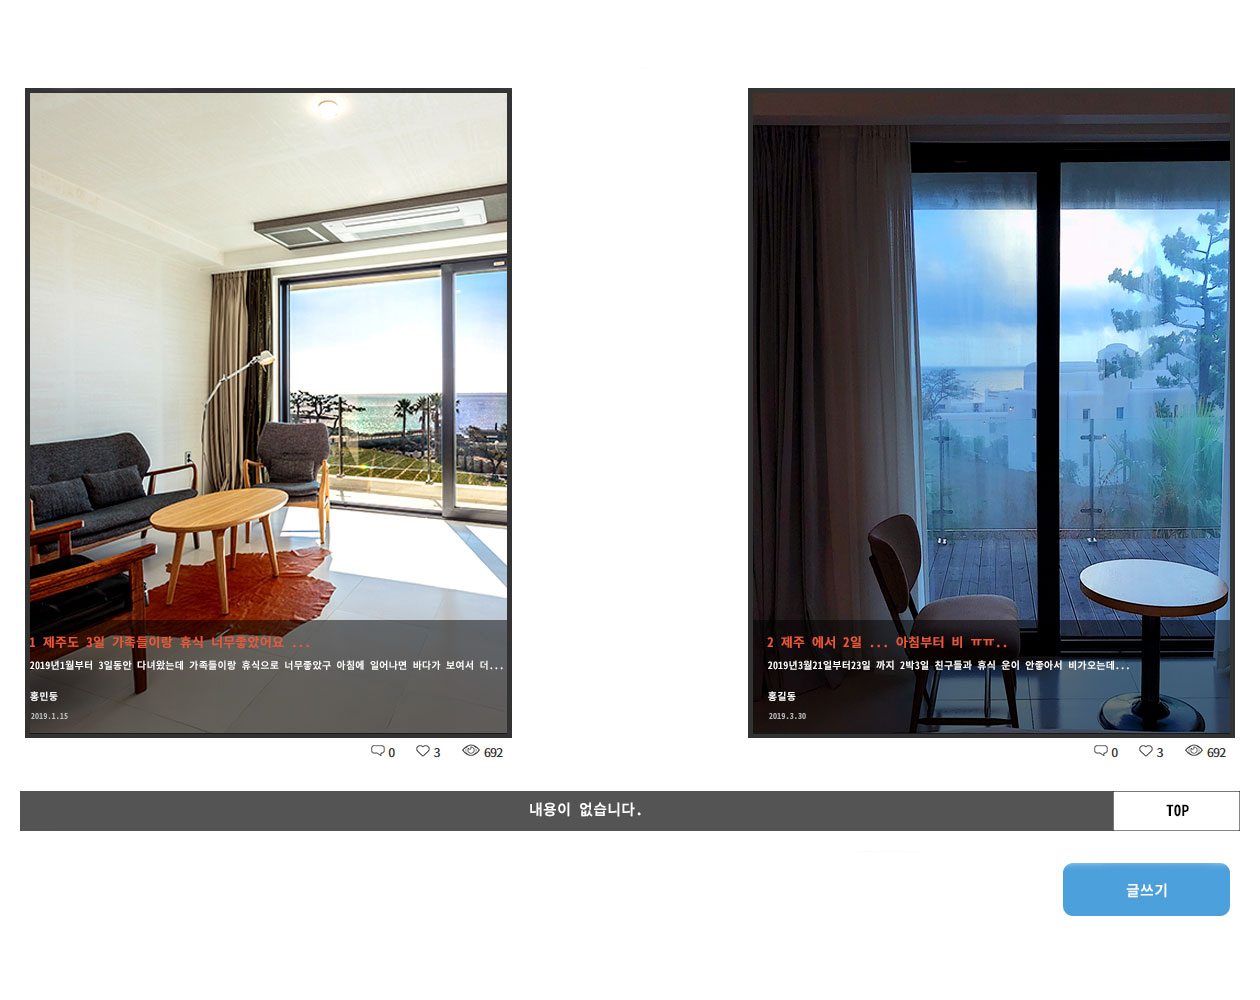 1 제주도 3일 가족들이랑 휴식 너무좋았어요 ...
2019년1월부터 3일동안 다녀왔는데 가족들이랑 휴식으로 너무좋았구 아침에 일어나면 바다가 보여서 더...
홍민동
2019.1.15
0 3 692
2 제주 에서 2일 ... 아침부터 비 ㅠㅠ..
2019년3월21일부터23일 까지 2박3일 친구들과 휴식 운이 안좋아서 비가오는데...
홍길동
2019.3.30
0 3 692
내용이 없습니다.
TOP
글쓰기